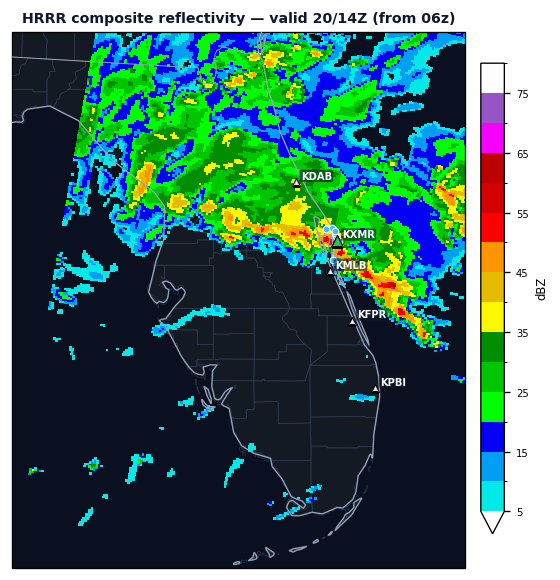 HRRR composite reflectivity — valid 20/14Z (from 06z)
KDAB
KXMR
KMLB
KFPR
KPBI
75
65
55
45
35
25
15
5
dBZ